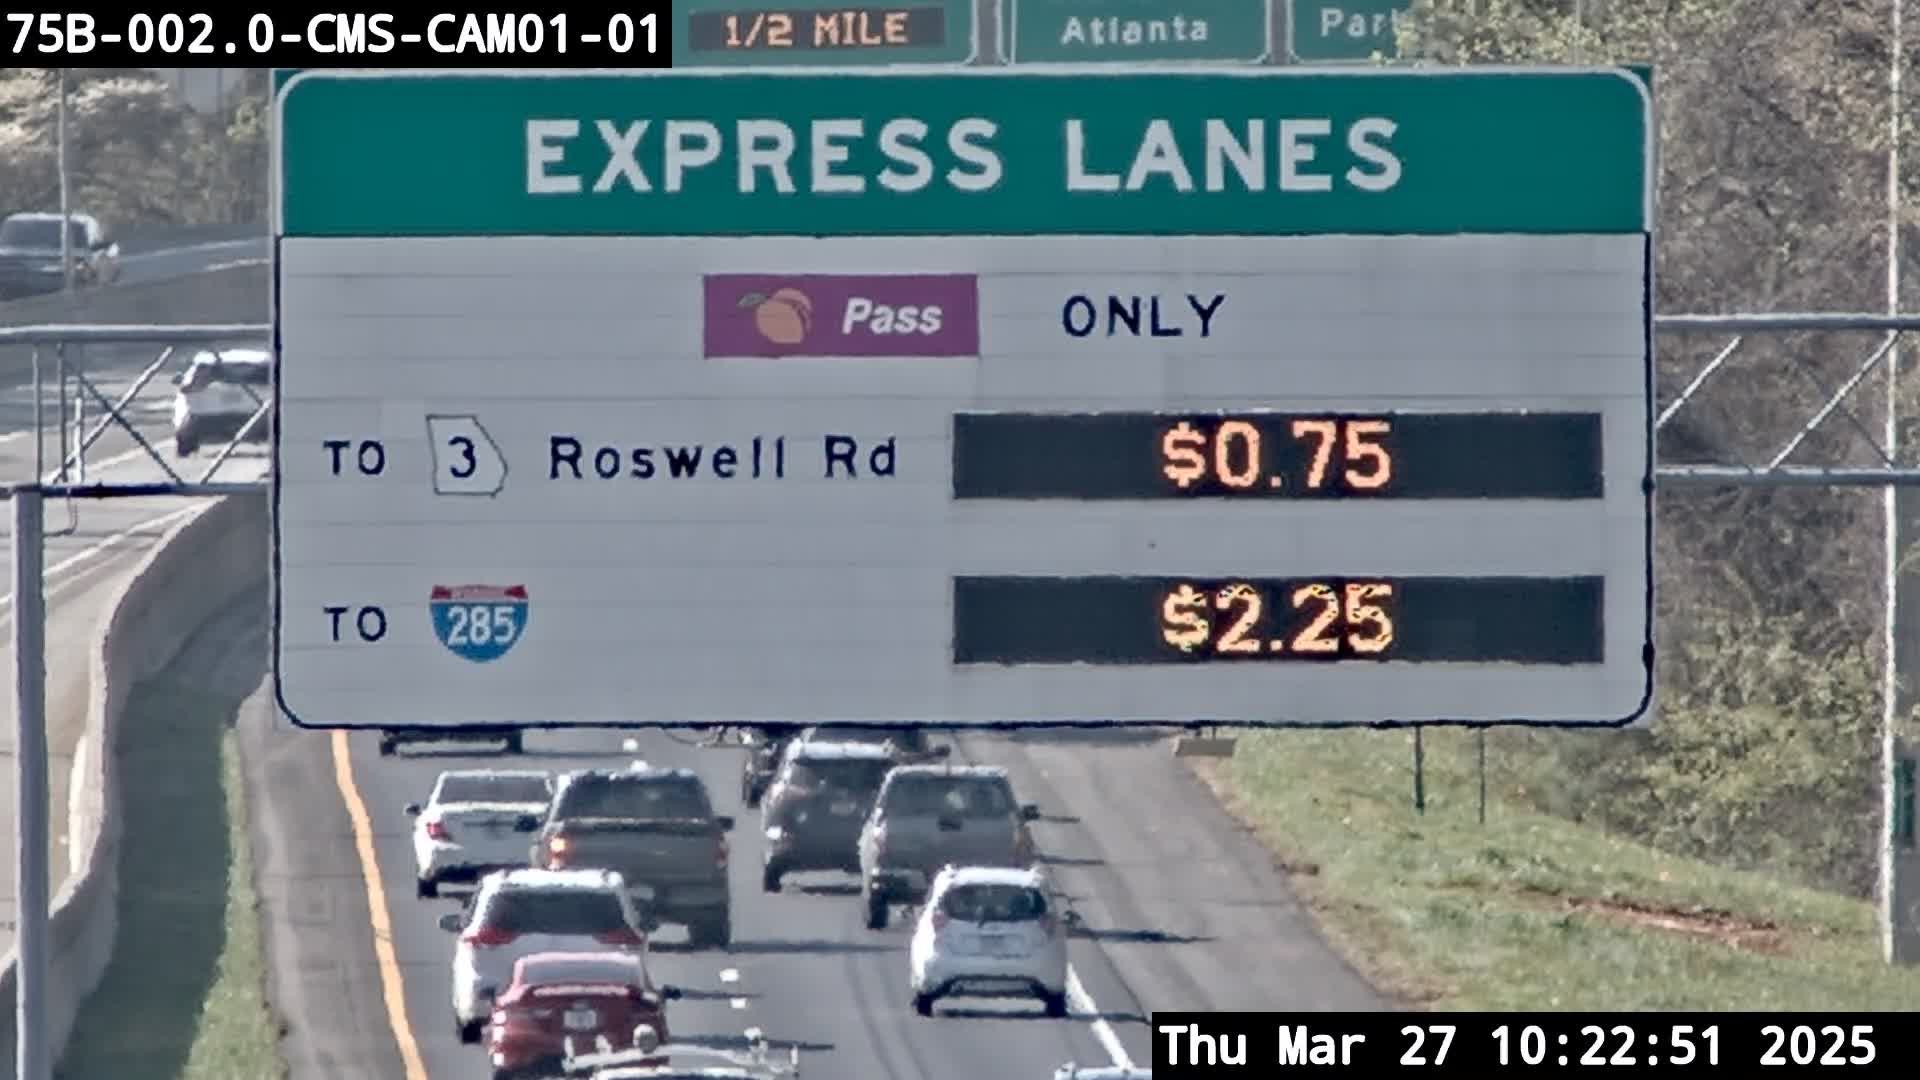 75B-002.0-CMS-CAM01-01
1/2 MILE
Atlanta
EXPRESS LANES
Pass ONLY
TO 3 Roswell Rd $0.75
TO 285 $2.25
Thu Mar 27 10:22:51 2025